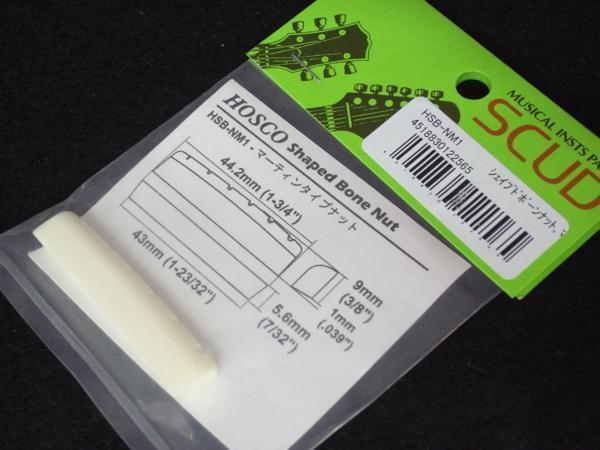 MUSICAL INSTS PA
SCUD
HSB-NM1 シェイプドボーンナット
4518830122565
HOSCO Shaped Bone Nut
HSB-NM1・マーティンタイプナット
44.2mm (1-3/4")
43mm (1-23/32")
9mm
(3/8")
1mm
(.039")
5.6mm
(7/32")